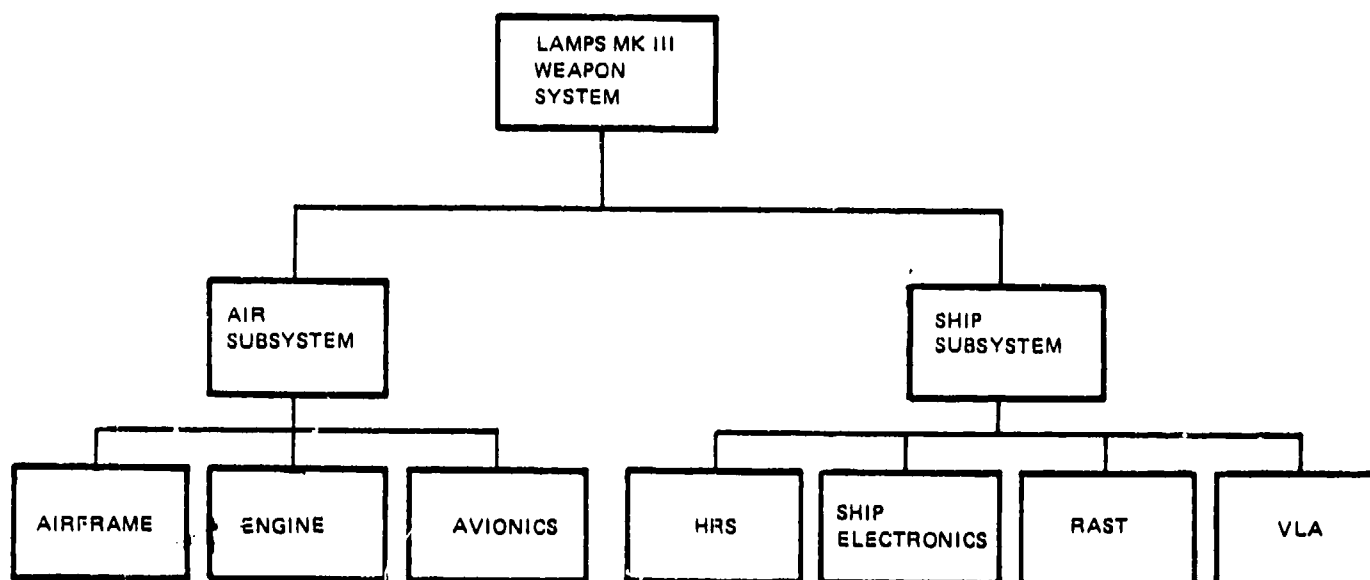 LAMPS MK III
WEAPON
SYSTEM
AIR
SUBSYSTEM
SHIP
SUBSYSTEM
AIRFRAME
ENGINE
AVIONICS
HRS
SHIP
ELECTRONICS
RAST
VLA